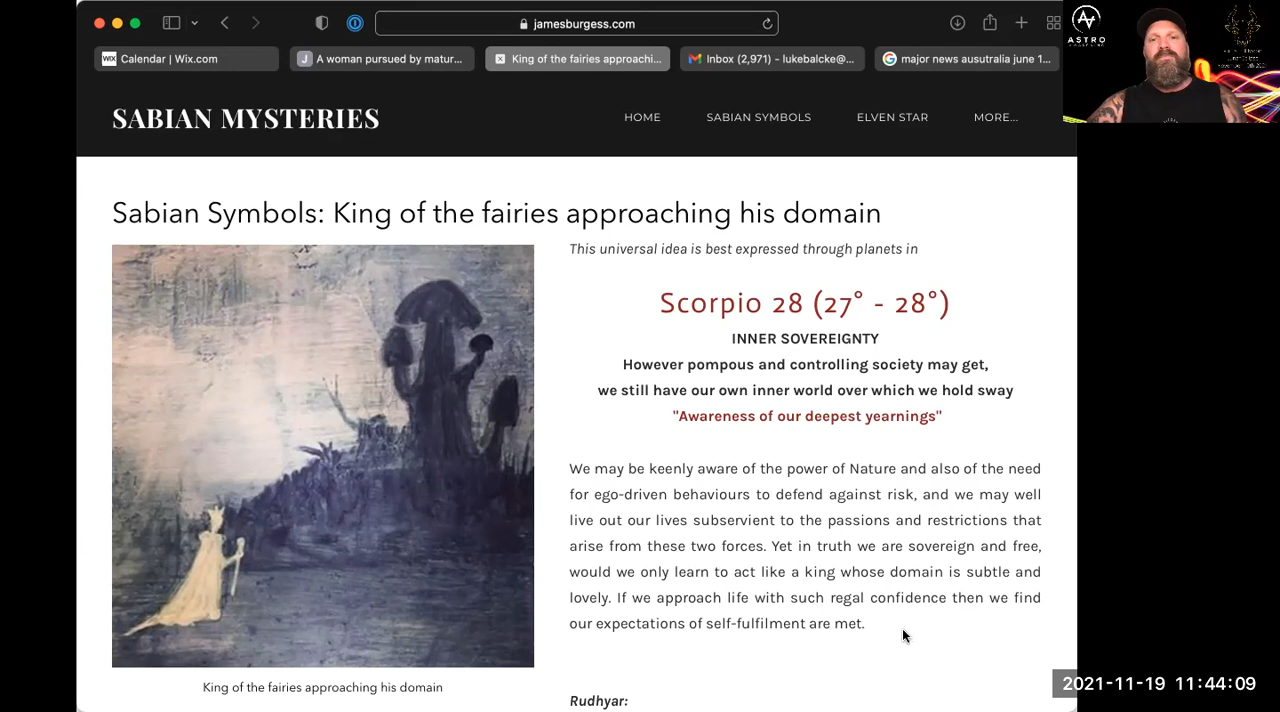 jamesburgess.com
WIX Calendar | Wix.com
J A woman pursued by matur...
King of the fairies approachi...
Inbox (2,971) - lukebalcke@...
G major news ausutralia june 1...
ASTRO
SABIAN MYSTERIES
HOME
SABIAN SYMBOLS
ELVEN STAR
MORE...
Sabian Symbols: King of the fairies approaching his domain
This universal idea is best expressed through planets in
Scorpio 28 (27° - 28°)
INNER SOVEREIGNTY
However pompous and controlling society may get,
we still have our own inner world over which we hold sway
"Awareness of our deepest yearnings"
We may be keenly aware of the power of Nature and also of the need
for ego-driven behaviours to defend against risk, and we may well
live out our lives subservient to the passions and restrictions that
arise from these two forces. Yet in truth we are sovereign and free,
would we only learn to act like a king whose domain is subtle and
lovely. If we approach life with such regal confidence then we find
our expectations of self-fulfilment are met.
King of the fairies approaching his domain
Rudhyar:
2021-11-19 11:44:09